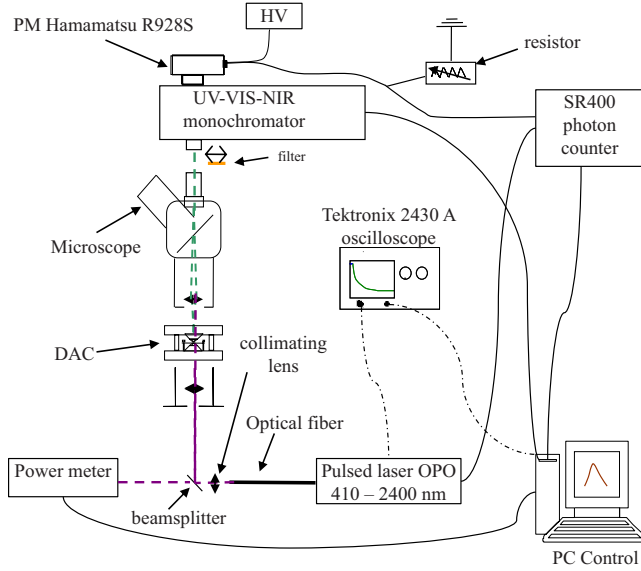 HV
PM Hamamatsu R928S
resistor
UV-VIS-NIR
monochromator
SR400
photon
counter
filter
Microscope
Tektronix 2430 A
oscilloscope
DAC
collimating
lens
Optical fiber
Power meter
Pulsed laser OPO
410 – 2400 nm
beamsplitter
PC Control